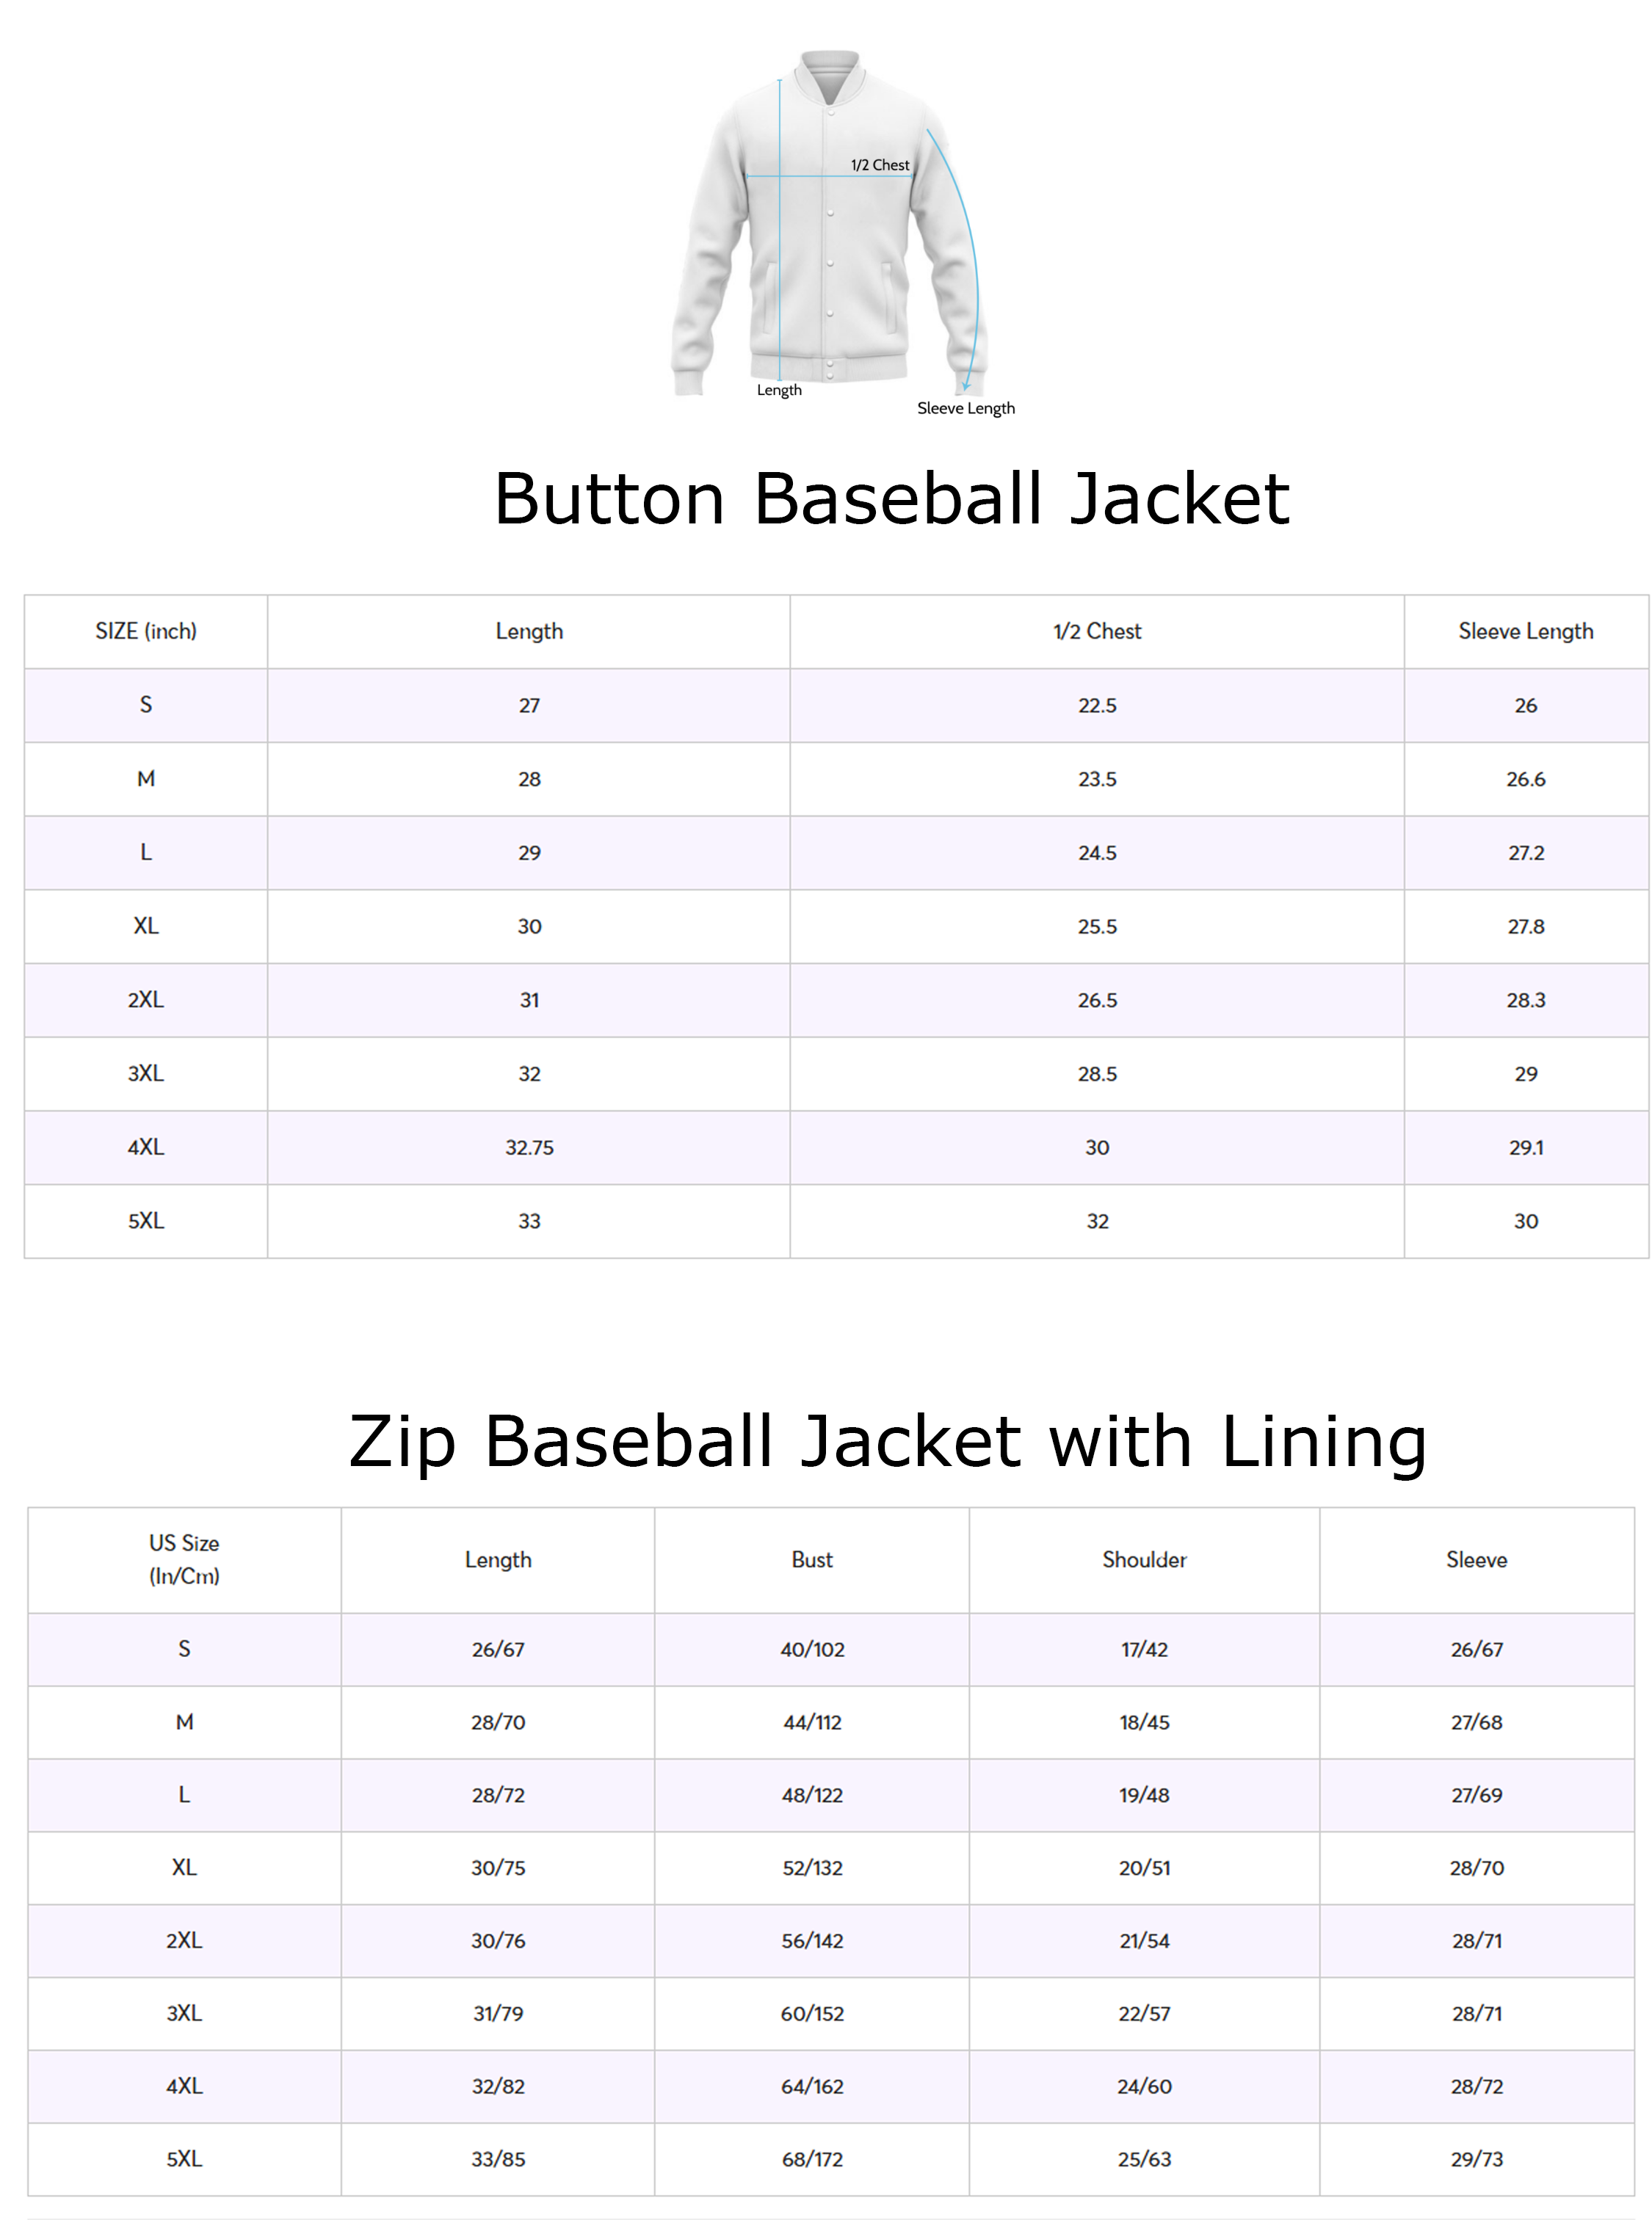 1/2 Chest
Length
Sleeve Length
Button Baseball Jacket
SIZE (inch) Length 1/2 Chest Sleeve Length
S 27 22.5 26
M 28 23.5 26.6
L 29 24.5 27.2
XL 30 25.5 27.8
2XL 31 26.5 28.3
3XL 32 28.5 29
4XL 32.75 30 29.1
5XL 33 32 30
Zip Baseball Jacket with Lining
US Size
(In/Cm) Length Bust Shoulder Sleeve
S 26/67 40/102 17/42 26/67
M 28/70 44/112 18/45 27/68
L 28/72 48/122 19/48 27/69
XL 30/75 52/132 20/51 28/70
2XL 30/76 56/142 21/54 28/71
3XL 31/79 60/152 22/57 28/71
4XL 32/82 64/162 24/60 28/72
5XL 33/85 68/172 25/63 29/73